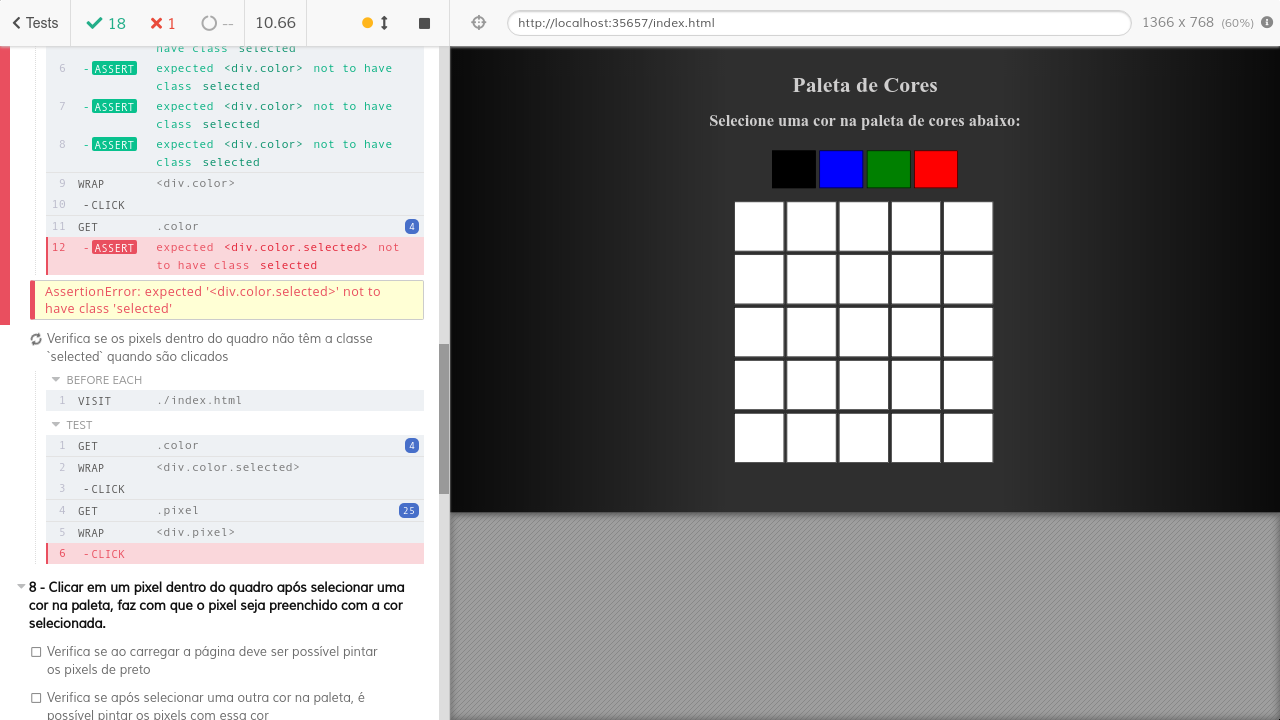 Tests 18 1 -- 10.66
http://localhost:35657/index.html 1366 x 768 (60%)
have class selected
6 -ASSERT expected <div.color> not to have
class selected
7 -ASSERT expected <div.color> not to have
class selected
8 -ASSERT expected <div.color> not to have
class selected
9 WRAP <div.color>
10 -CLICK
11 GET .color 4
12 -ASSERT expected <div.color.selected> not
to have class selected
AssertionError: expected '<div.color.selected>' not to
have class 'selected'
Verifica se os pixels dentro do quadro não têm a classe
`selected` quando são clicados
BEFORE EACH
1 VISIT ./index.html
TEST
1 GET .color 4
2 WRAP <div.color.selected>
3 -CLICK
4 GET .pixel 25
5 WRAP <div.pixel>
6 -CLICK
8 - Clicar em um pixel dentro do quadro após selecionar uma
cor na paleta, faz com que o pixel seja preenchido com a cor
selecionada.
Verifica se ao carregar a página deve ser possível pintar
os pixels de preto
Verifica se após selecionar uma outra cor na paleta, é
possível pintar os pixels com essa cor
Paleta de Cores
Selecione uma cor na paleta de cores abaixo: